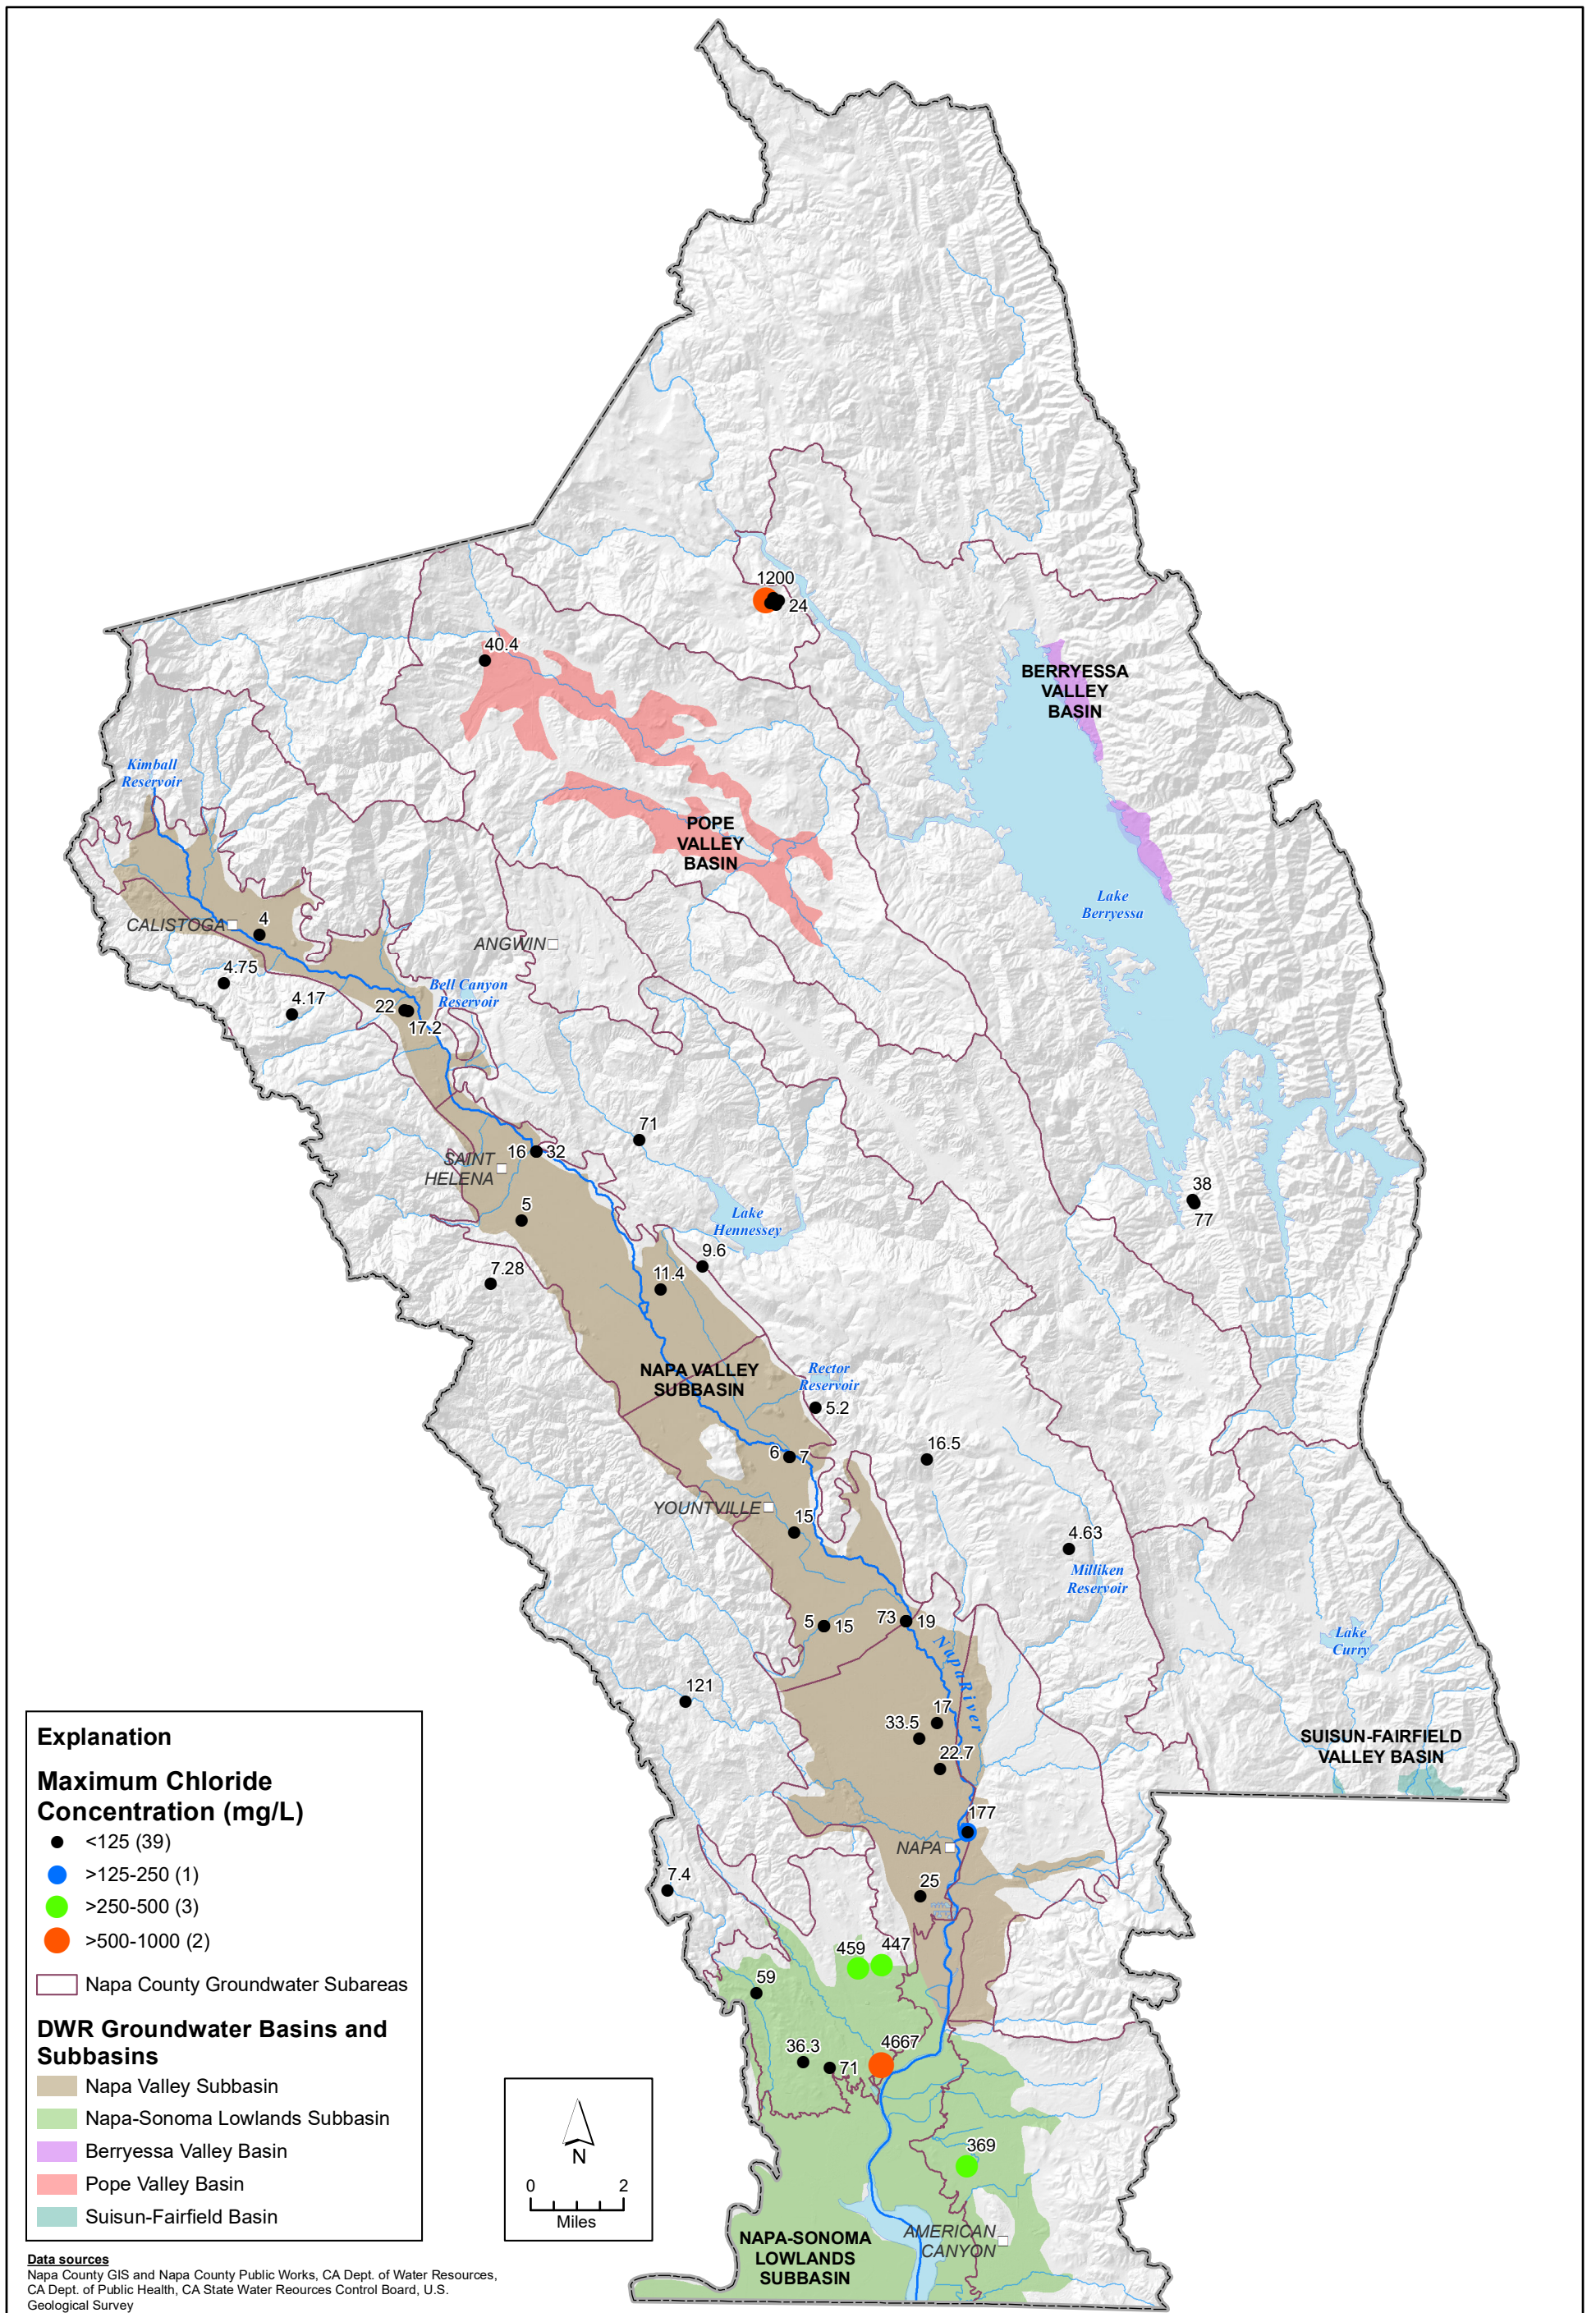 1200
24
40.4
BERRYESSA
VALLEY
BASIN
Kimball
Reservoir
POPE
VALLEY
BASIN
Lake
Berryessa
CALISTOGA
4
ANGWIN
4.75
4.17
Bell Canyon
Reservoir
22
17.2
71
16
32
SAINT
HELENA
5
38
77
Lake
Hennessey
9.6
7.28
11.4
NAPA VALLEY
SUBBASIN
Rector
Reservoir
5.2
6
7
16.5
YOUNTVILLE
15
4.63
Milliken
Reservoir
5
15
73
19
Napa River
Lake
Curry
121
17
33.5
22.7
SUISUN-FAIRFIELD
VALLEY BASIN
177
NAPA
7.4
25
459
447
59
4667
36.3
71
369
AMERICAN
CANYON
NAPA-SONOMA
LOWLANDS
SUBBASIN
Explanation
Maximum Chloride
Concentration (mg/L)
<125 (39)
>125-250 (1)
>250-500 (3)
>500-1000 (2)
Napa County Groundwater Subareas
DWR Groundwater Basins and
Subbasins
Napa Valley Subbasin
Napa-Sonoma Lowlands Subbasin
Berryessa Valley Basin
Pope Valley Basin
Suisun-Fairfield Basin
N
0 2
Miles
Data sources
Napa County GIS and Napa County Public Works, CA Dept. of Water Resources,
CA Dept. of Public Health, CA State Water Reources Control Board, U.S.
Geological Survey